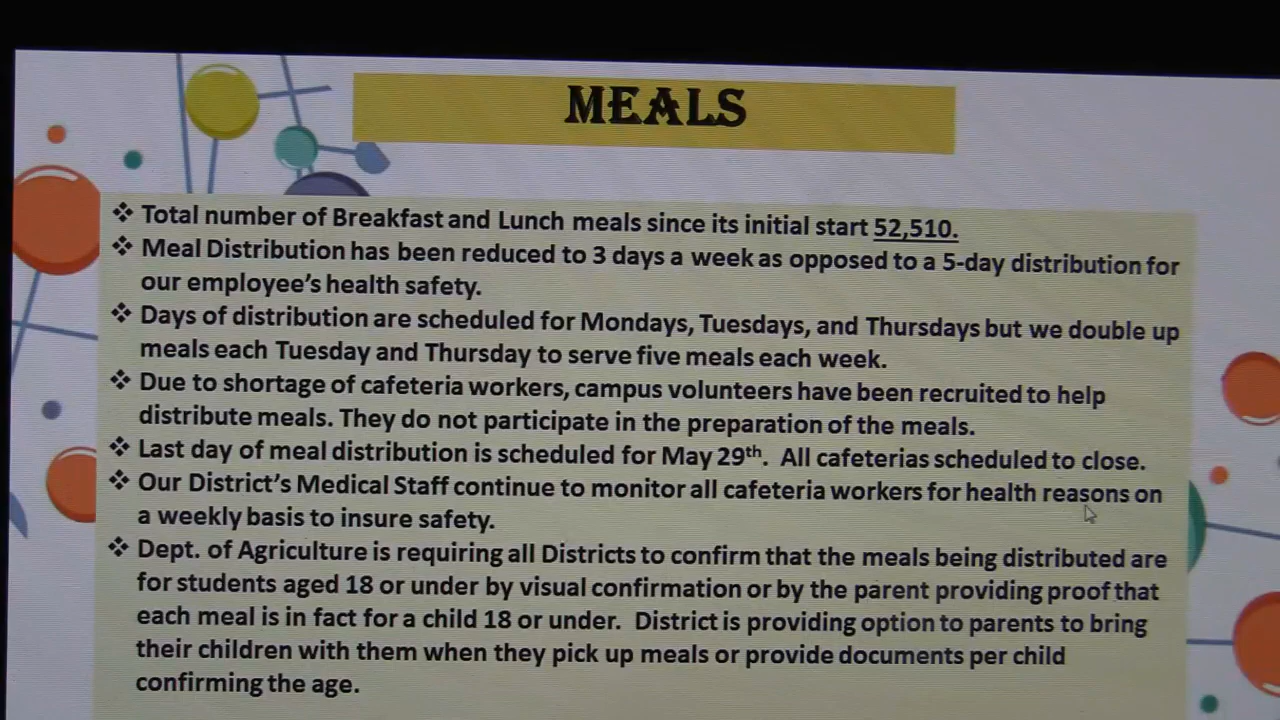 MEALS
❖ Total number of Breakfast and Lunch meals since its initial start 52,510.
❖ Meal Distribution has been reduced to 3 days a week as opposed to a 5-day distribution for
our employee's health safety.
❖ Days of distribution are scheduled for Mondays, Tuesdays, and Thursdays but we double up
meals each Tuesday and Thursday to serve five meals each week.
❖ Due to shortage of cafeteria workers, campus volunteers have been recruited to help
distribute meals. They do not participate in the preparation of the meals.
❖ Last day of meal distribution is scheduled for May 29th. All cafeterias scheduled to close.
❖ Our District's Medical Staff continue to monitor all cafeteria workers for health reasons on
a weekly basis to insure safety.
❖ Dept. of Agriculture is requiring all Districts to confirm that the meals being distributed are
for students aged 18 or under by visual confirmation or by the parent providing proof that
each meal is in fact for a child 18 or under. District is providing option to parents to bring
their children with them when they pick up meals or provide documents per child
confirming the age.